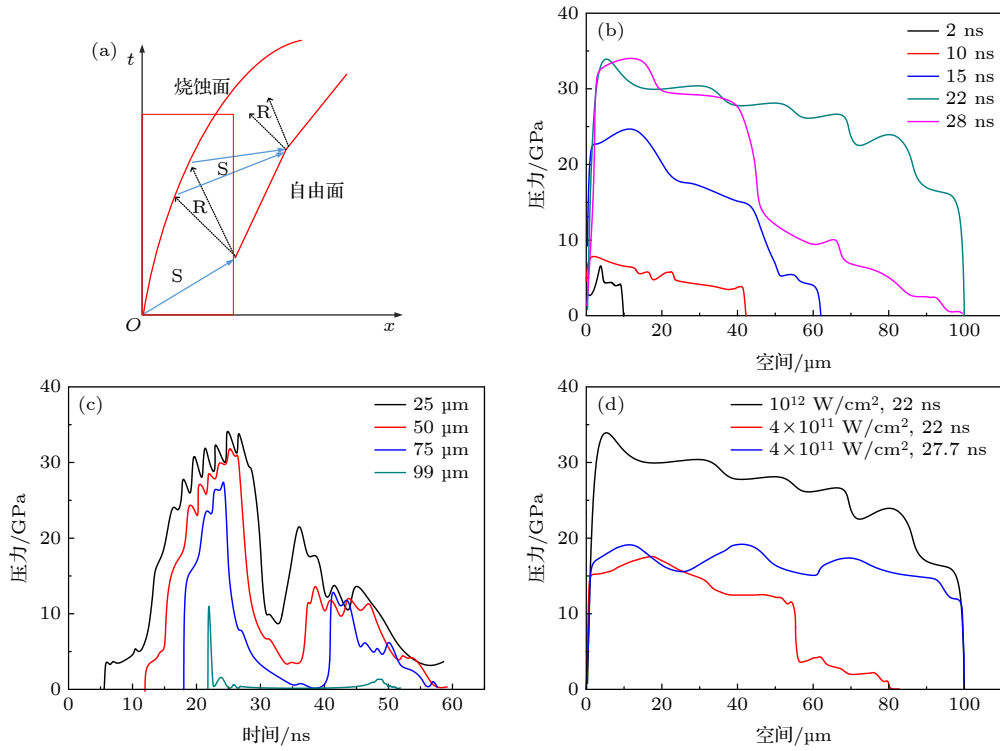 (a)
t
烧蚀面
R
S
自由面
R
S
O
x
(b)
2 ns
10 ns
15 ns
22 ns
28 ns
40
30
20
10
0
压力/GPa
0 20 40 60 80 100
空间/µm
(c)
25 µm
50 µm
75 µm
99 µm
40
30
20
10
0
压力/GPa
0 10 20 30 40 50 60
时间/ns
(d)
10¹² W/cm², 22 ns
4×10¹¹ W/cm², 22 ns
4×10¹¹ W/cm², 27.7 ns
40
30
20
10
0
压力/GPa
0 20 40 60 80 100
空间/µm